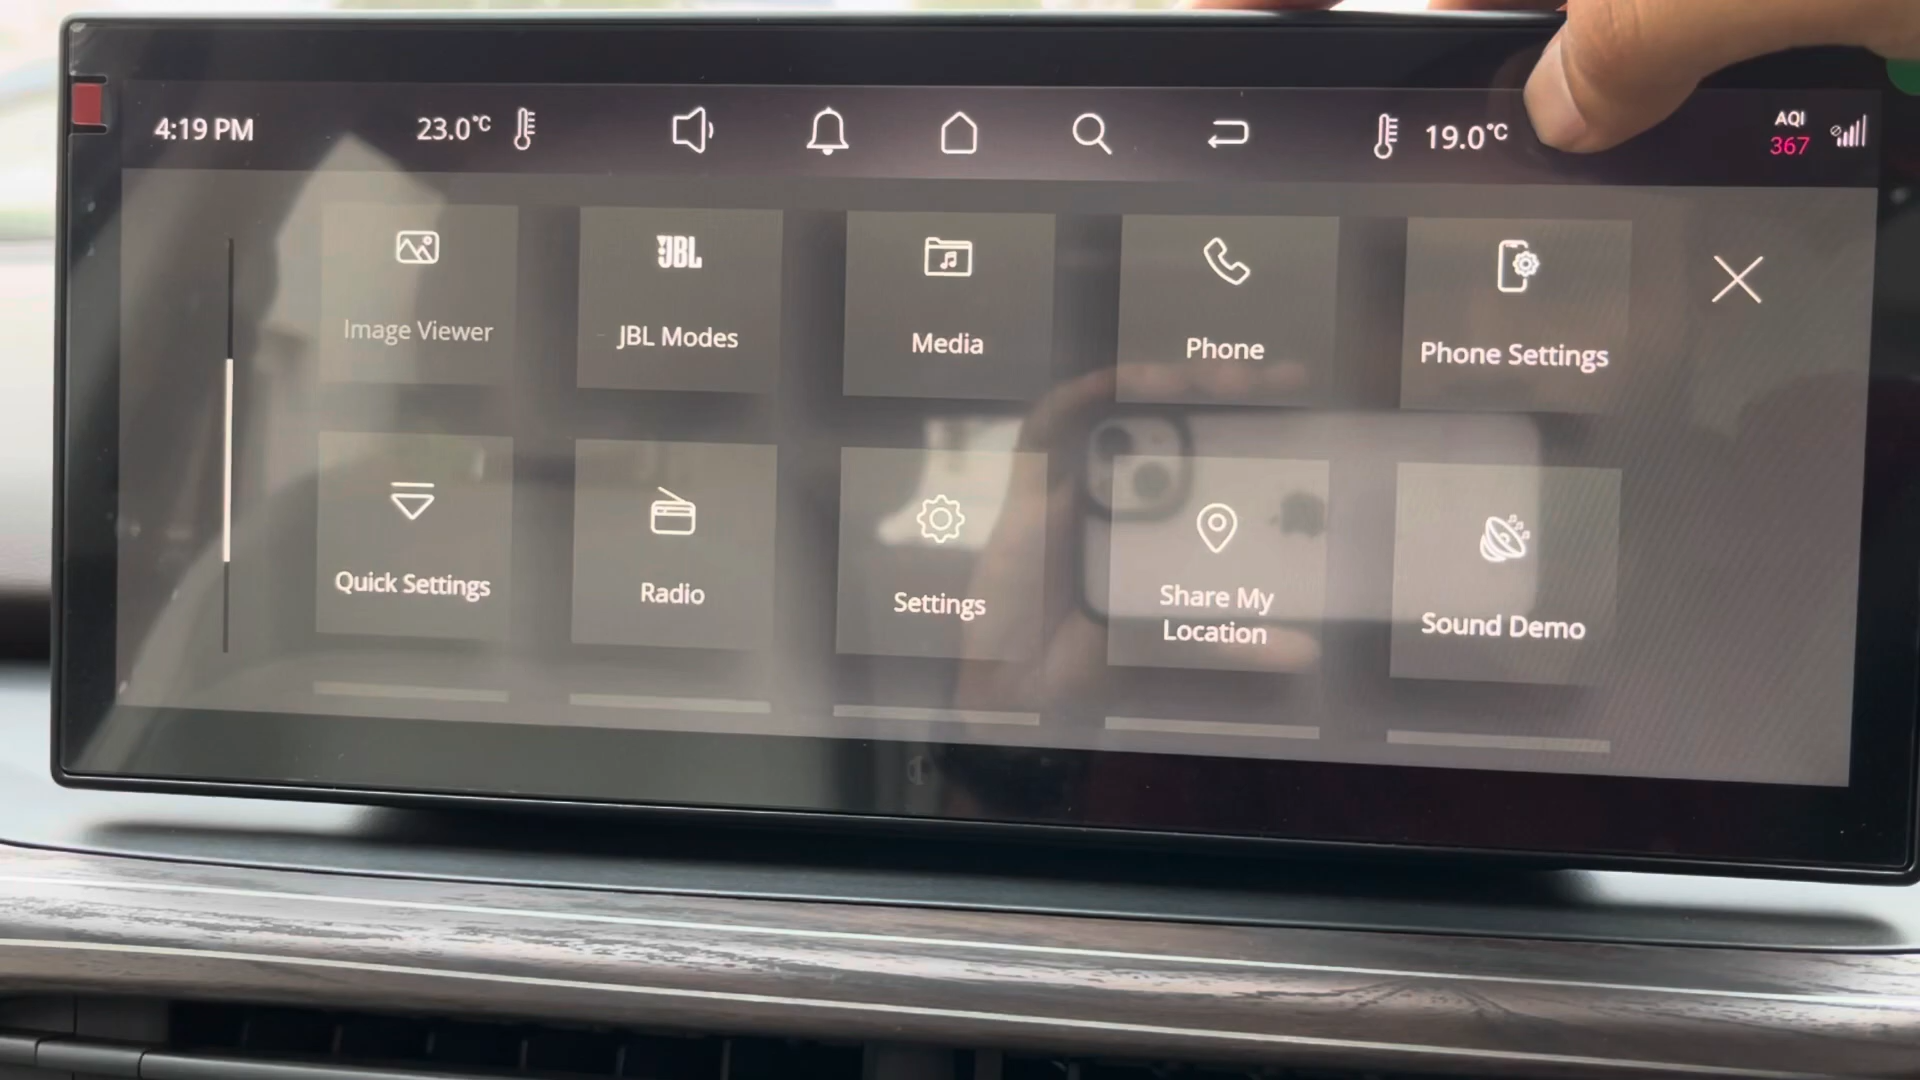 4:19 PM
23.0°C
19.0°C
AQI
367
Image Viewer
JBL
JBL Modes
Media
Phone
Phone Settings
Quick Settings
Radio
Settings
Share My
Location
Sound Demo